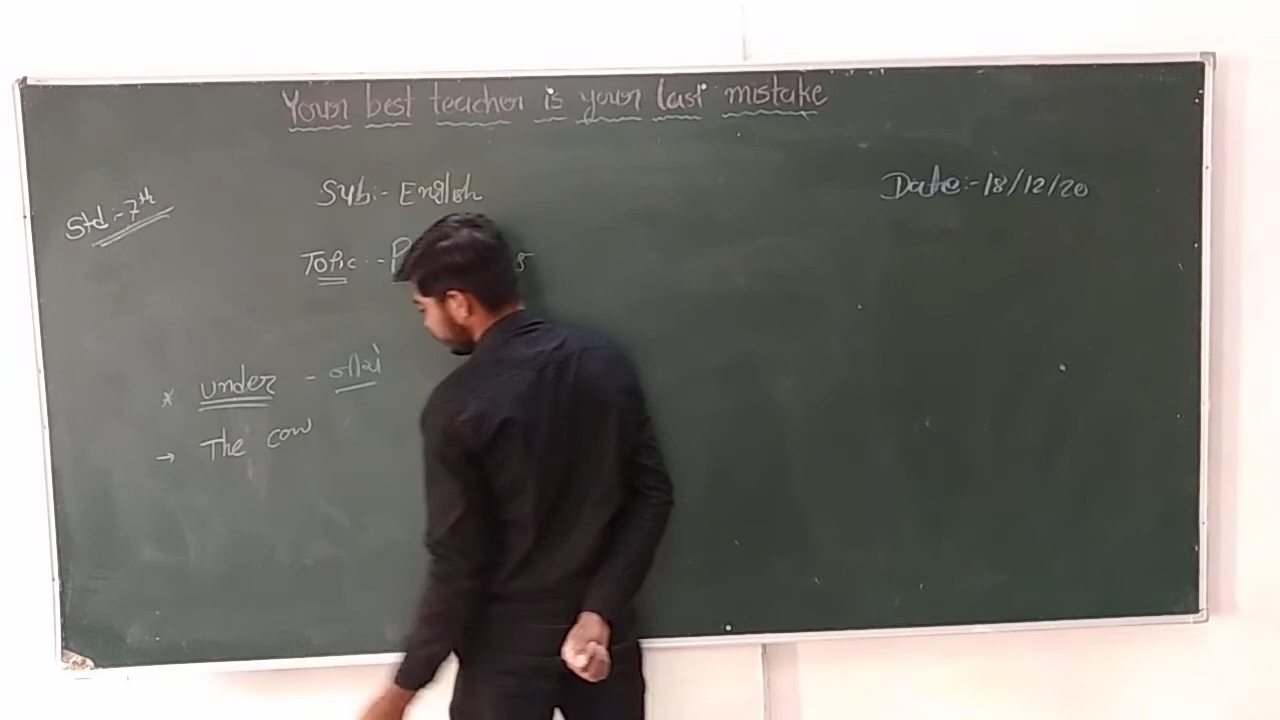 Your best teacher is your last mistake
Std:-7th
Sub:- English
Date:-18/12/20
Topic :-
* under - નીચે
→ The cow